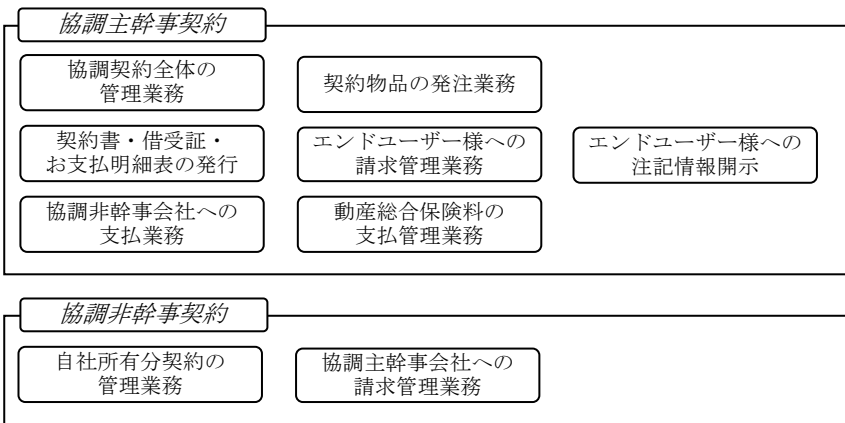 協調主幹事契約
協調契約全体の
管理業務
契約物品の発注業務
契約書・借受証・
お支払明細表の発行
エンドユーザー様への
請求管理業務
エンドユーザー様への
注記情報開示
協調非幹事会社への
支払業務
動産総合保険料の
支払管理業務
協調非幹事契約
自社所有分契約の
管理業務
協調主幹事会社への
請求管理業務